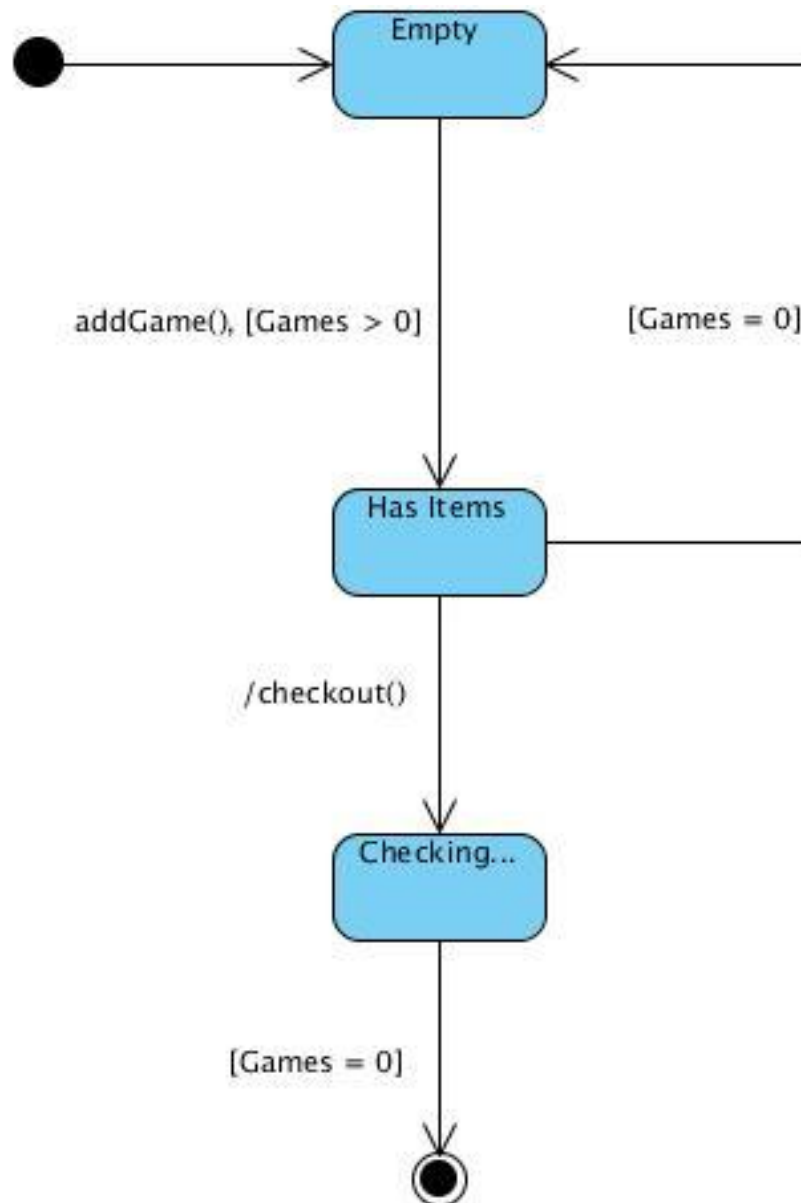 Empty
addGame(), [Games > 0]
[Games = 0]
Has Items
/checkout()
Checking...
[Games = 0]